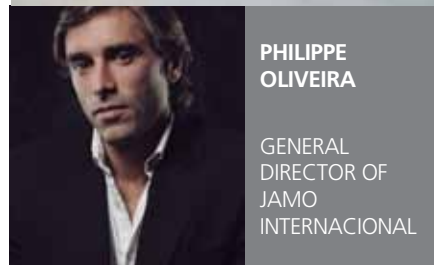 PHILIPPE
OLIVEIRA
GENERAL
DIRECTOR OF
JAMO
INTERNACIONAL